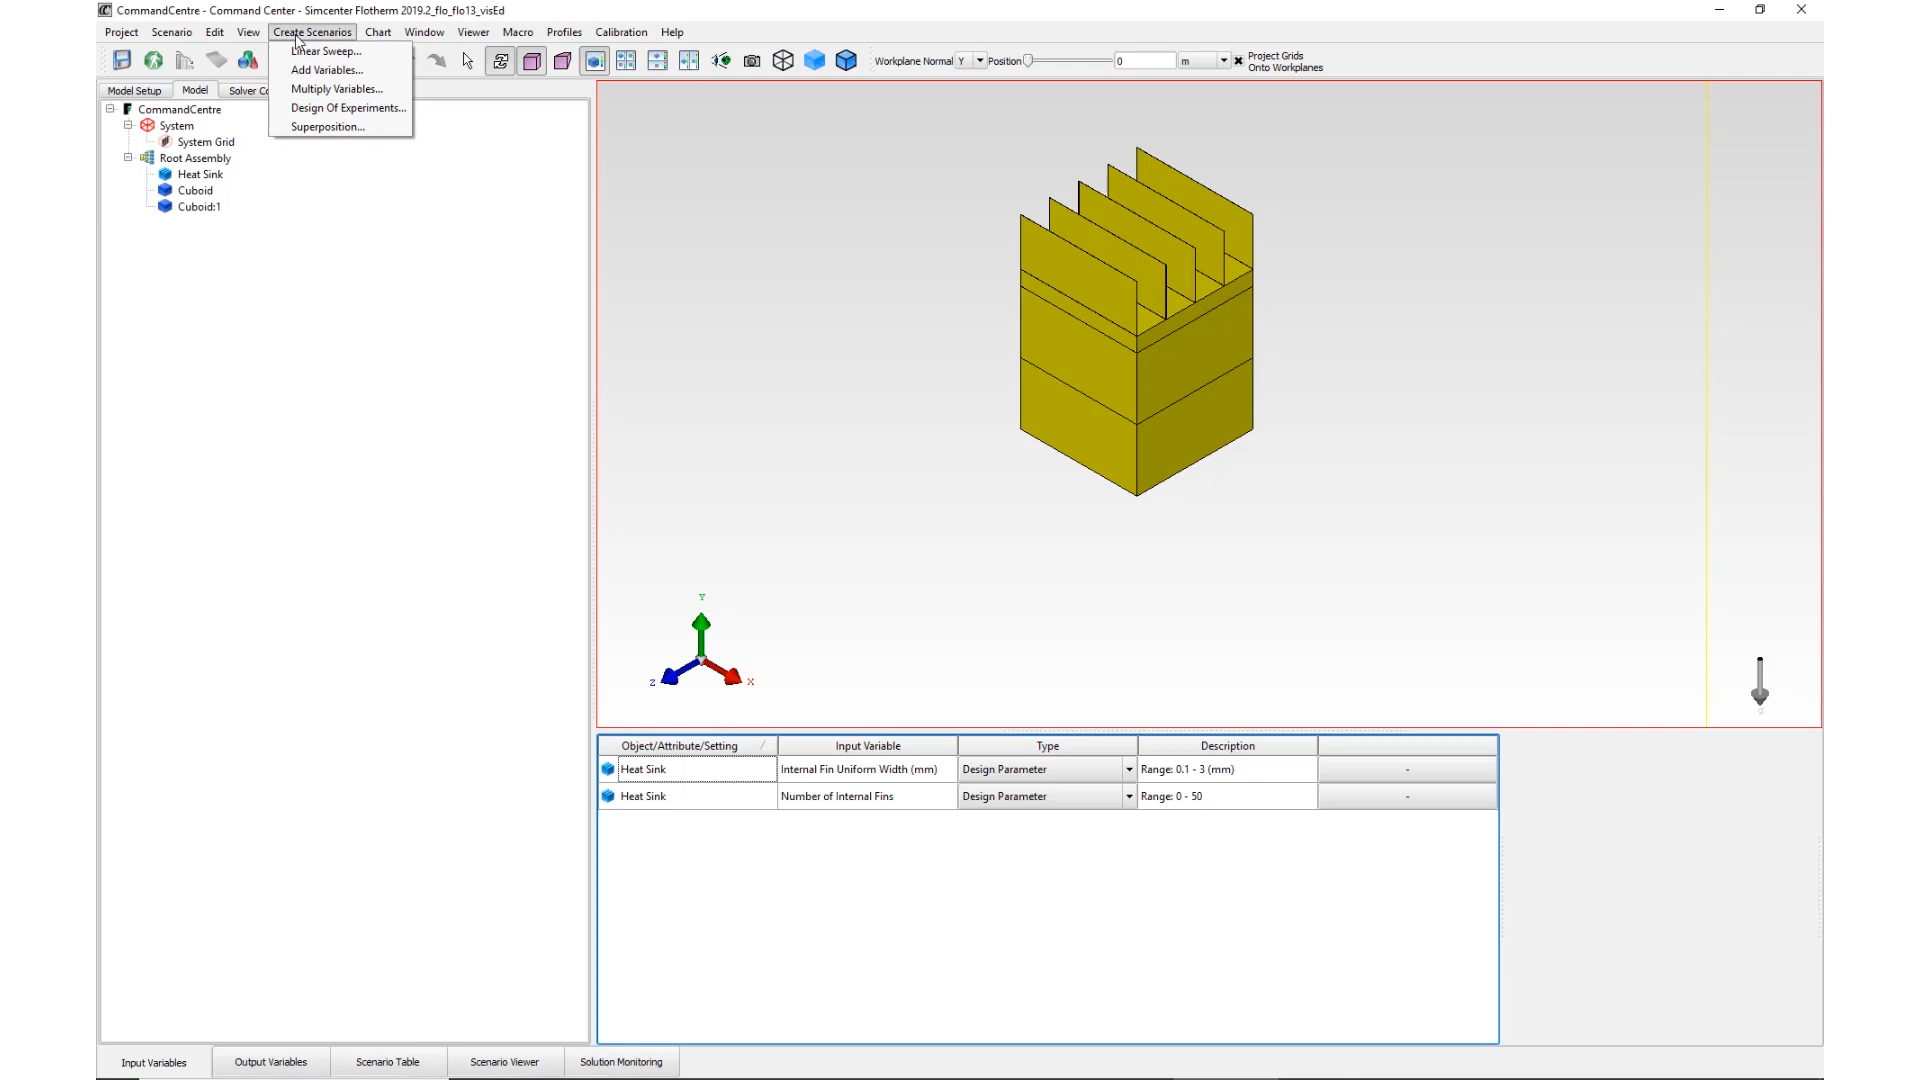 CommandCentre - Command Center - Simcenter Flotherm 2019.2_flo_flo13_visEd
Project Scenario Edit View Create Scenarios Chart Window Viewer Macro Profiles Calibration Help
Linear Sweep...
Add Variables...
Multiply Variables...
Design Of Experiments...
Superposition...
Workplane Normal Y Position 0 m Project Grids
Onto Workplanes
Model Setup Model Solver Co
CommandCentre
System
System Grid
Root Assembly
Heat Sink
Cuboid
Cuboid:1
Y
Z
X
g
Object/Attribute/Setting Input Variable Type Description
Heat Sink Internal Fin Uniform Width (mm) Design Parameter Range: 0.1 - 3 (mm) -
Heat Sink Number of Internal Fins Design Parameter Range: 0 - 50 -
Input Variables Output Variables Scenario Table Scenario Viewer Solution Monitoring